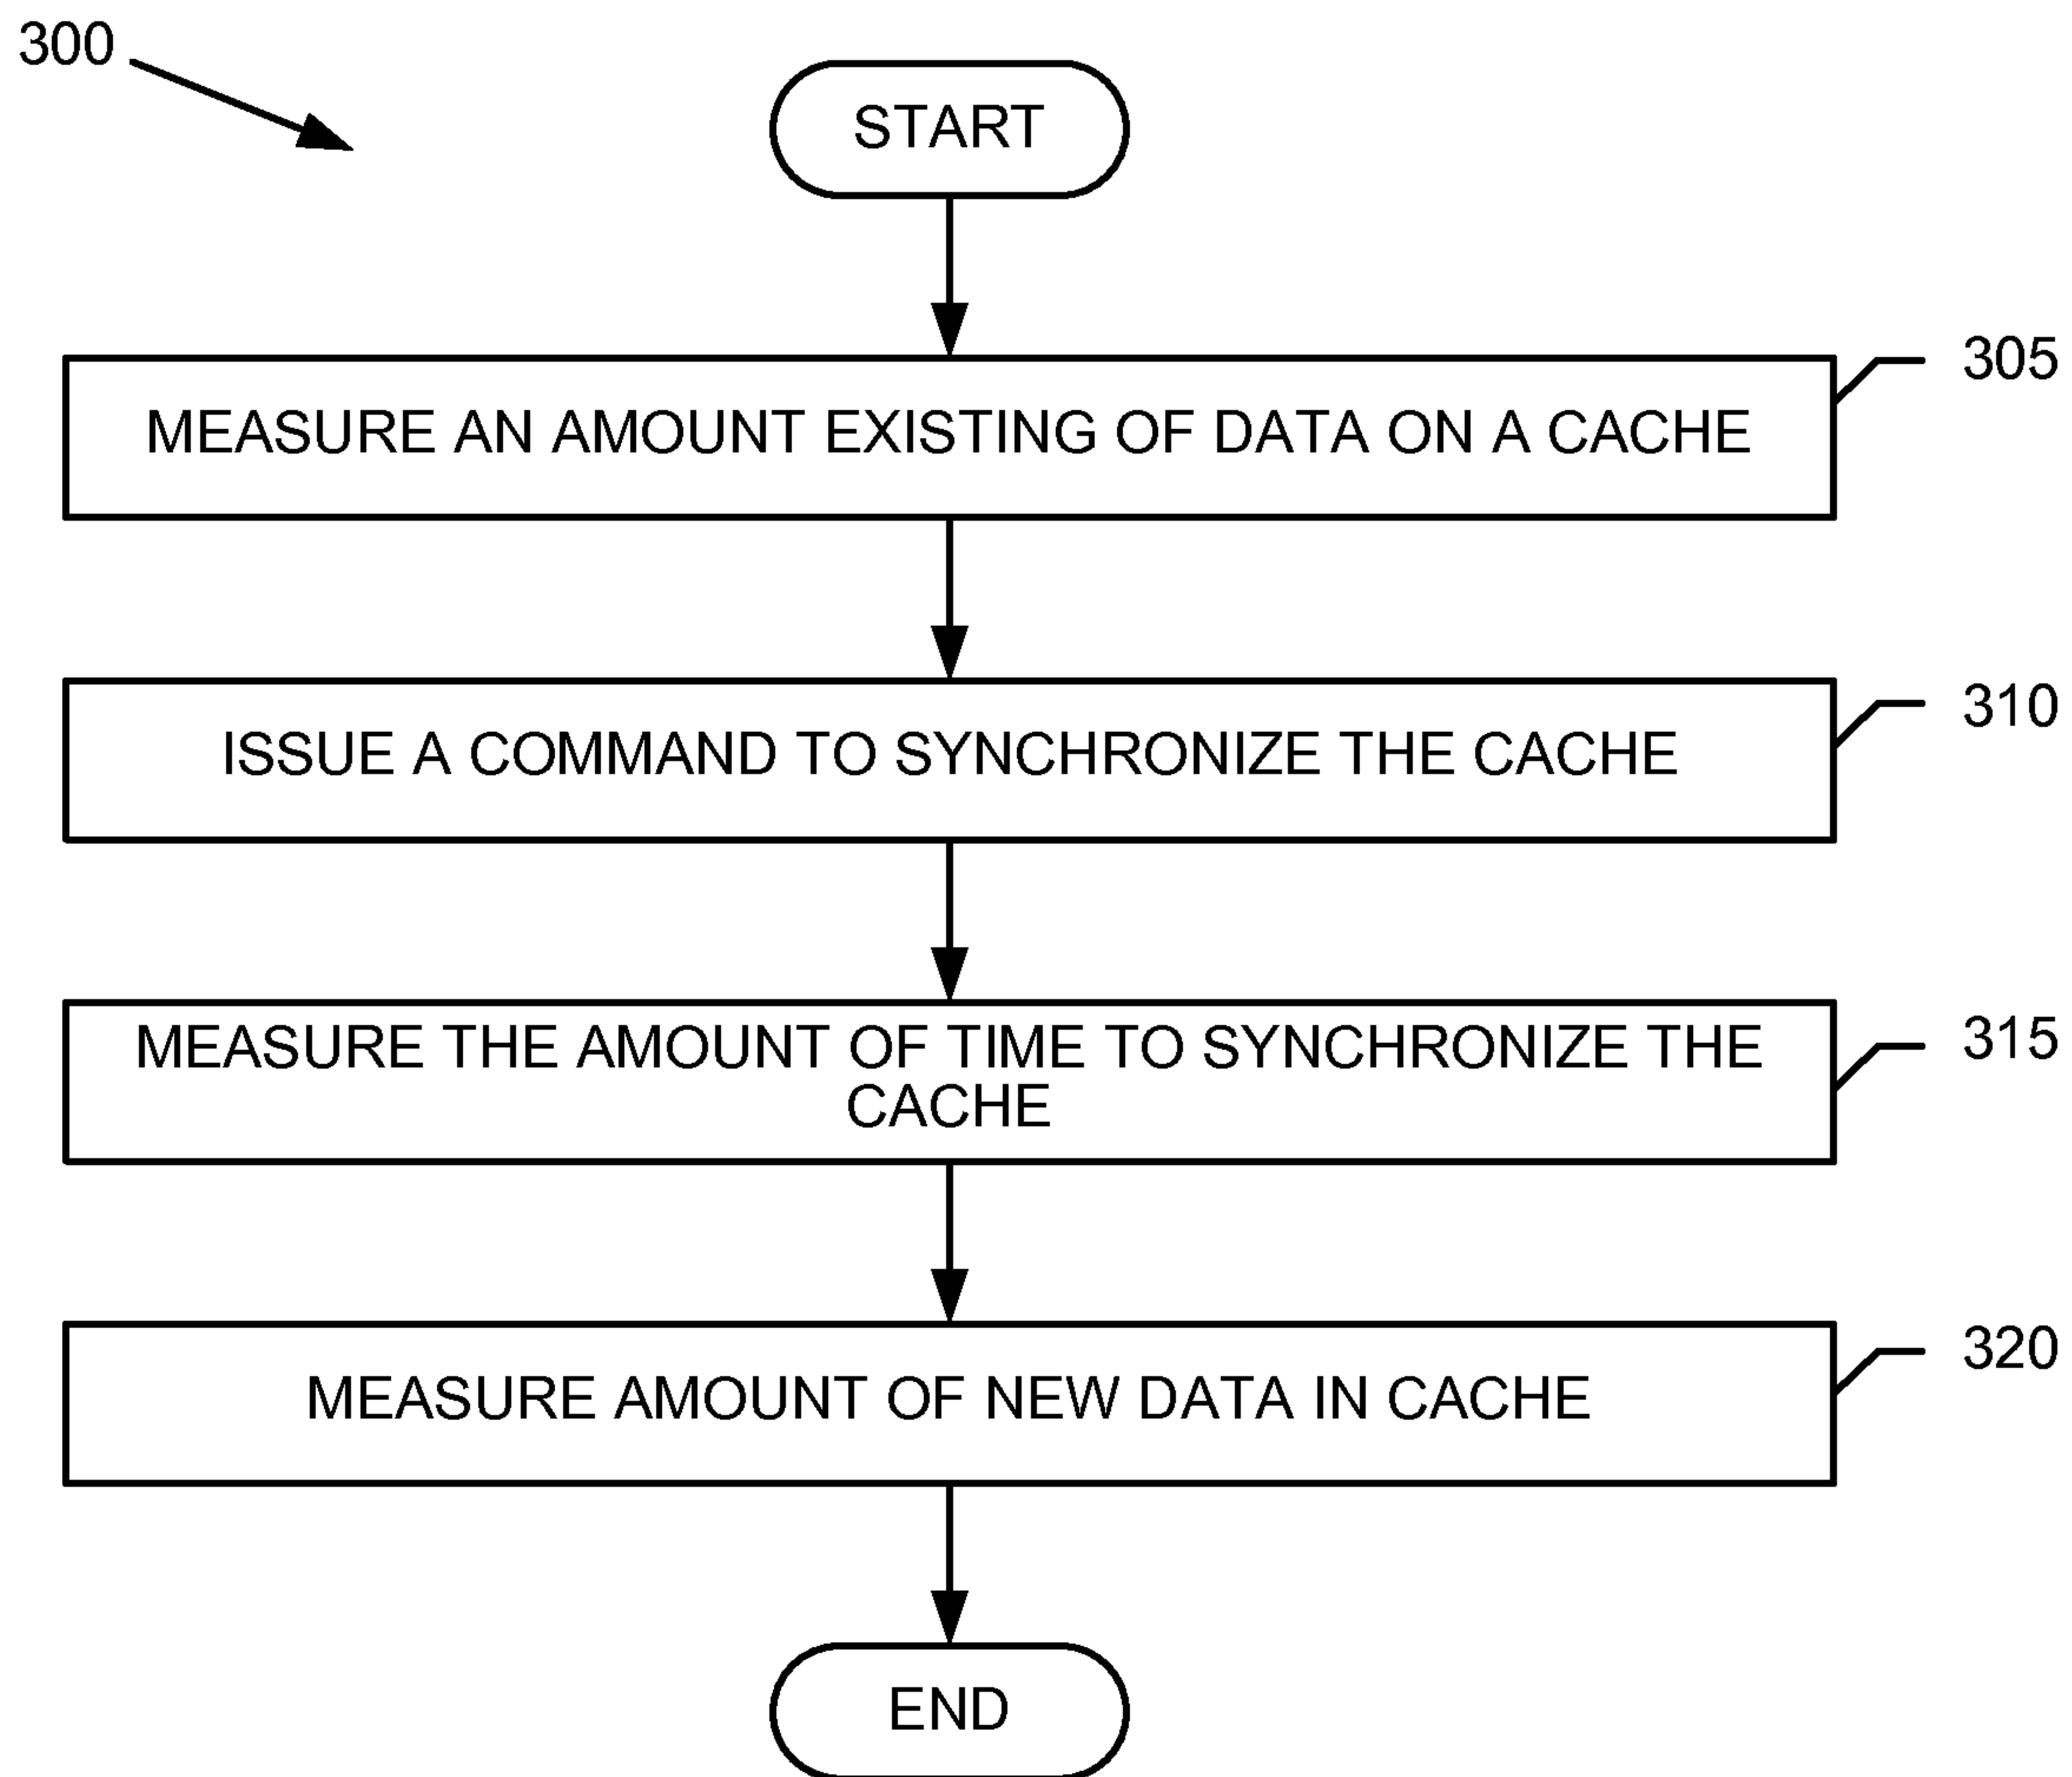 300
START
305
MEASURE AN AMOUNT EXISTING OF DATA ON A CACHE
310
ISSUE A COMMAND TO SYNCHRONIZE THE CACHE
315
MEASURE THE AMOUNT OF TIME TO SYNCHRONIZE THE
CACHE
320
MEASURE AMOUNT OF NEW DATA IN CACHE
END